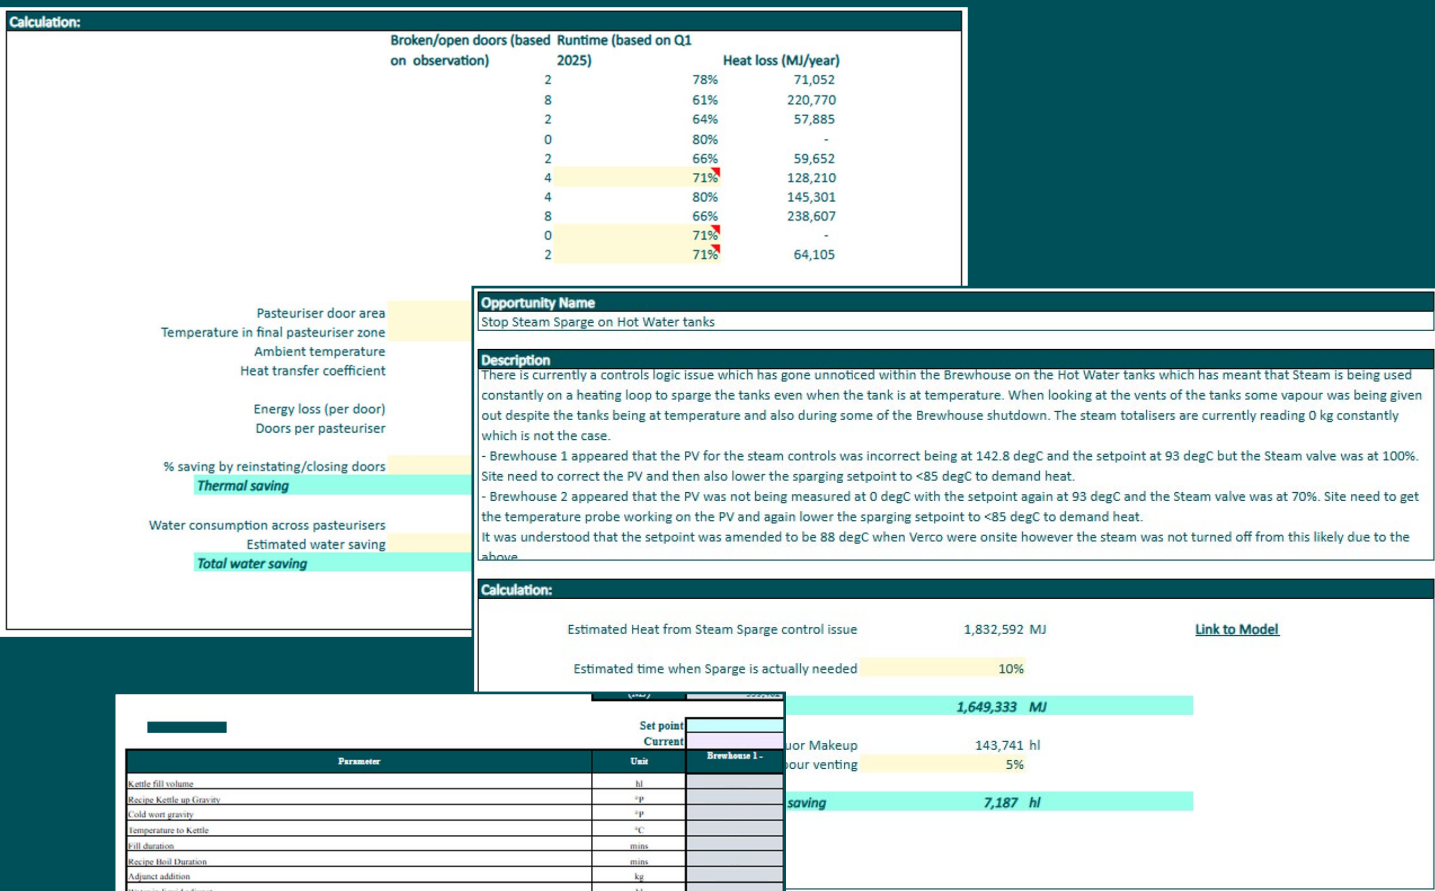 Calculation:
Broken/open doors (based on observation) Runtime (based on Q1 2025) Heat loss (MJ/year)
2 78% 71,052
8 61% 220,770
2 64% 57,885
0 80% -
2 66% 59,652
4 71% 128,210
4 80% 145,301
8 66% 238,607
0 71% -
2 71% 64,105
Pasteuriser door area
Temperature in final pasteuriser zone
Ambient temperature
Heat transfer coefficient
Energy loss (per door)
Doors per pasteuriser
% saving by reinstating/closing doors
Thermal saving
Water consumption across pasteurisers
Estimated water saving
Total water saving
Opportunity Name
Stop Steam Sparge on Hot Water tanks
Description
There is currently a controls logic issue which has gone unnoticed within the Brewhouse on the Hot Water tanks which has meant that Steam is being used
constantly on a heating loop to sparge the tanks even when the tank is at temperature. When looking at the vents of the tanks some vapour was being given
out despite the tanks being at temperature and also during some of the Brewhouse shutdown. The steam totalisers are currently reading 0 kg constantly
which is not the case.
- Brewhouse 1 appeared that the PV for the steam controls was incorrect being at 142.8 degC and the setpoint at 93 degC but the Steam valve was at 100%.
Site need to correct the PV and then also lower the sparging setpoint to <85 degC to demand heat.
- Brewhouse 2 appeared that the PV was not being measured at 0 degC with the setpoint again at 93 degC and the Steam valve was at 70%. Site need to get
the temperature probe working on the PV and again lower the sparging setpoint to <85 degC to demand heat.
It was understood that the setpoint was amended to be 88 degC when Verco were onsite however the steam was not turned off from this likely due to the
above
Calculation:
Estimated Heat from Steam Sparge control issue 1,832,592 MJ Link to Model
Estimated time when Sparge is actually needed 10%
1,649,333 MJ
uor Makeup 143,741 hl
our venting 5%
saving 7,187 hl
Set point
Current
Parameter Unit Brewhouse 1 -
Kettle fill volume hl
Recipe Kettle up Gravity °P
Cold wort gravity °P
Temperature to Kettle °C
Fill duration mins
Recipe Boil Duration mins
Adjunct addition kg